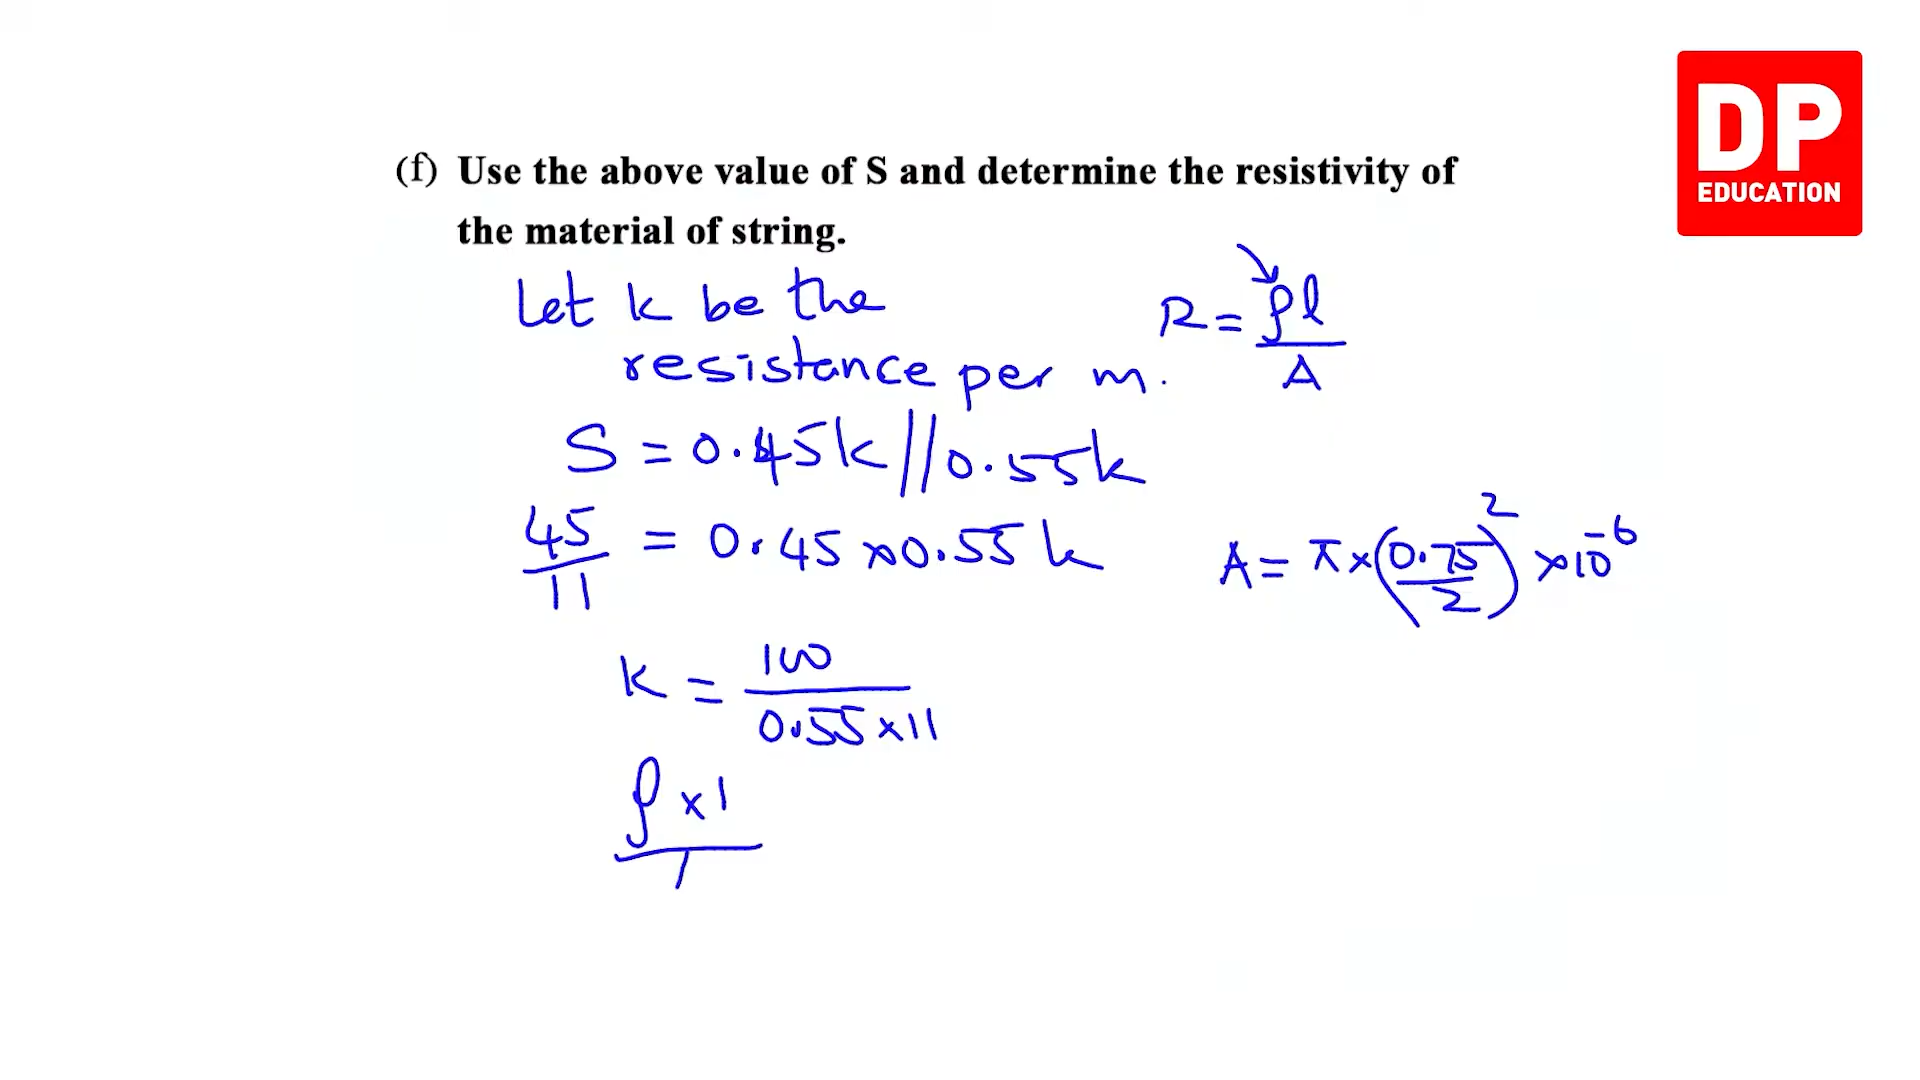 DP
EDUCATION
(f) Use the above value of S and determine the resistivity of
the material of string.
Let k be the
resistance per m.
R = ρl / A
S = 0.45k // 0.55k
45/11 = 0.45 × 0.55 k
A = π × (0.75/2)² × 10⁻⁶
k = 100 / (0.55 × 11)
ρ × 1